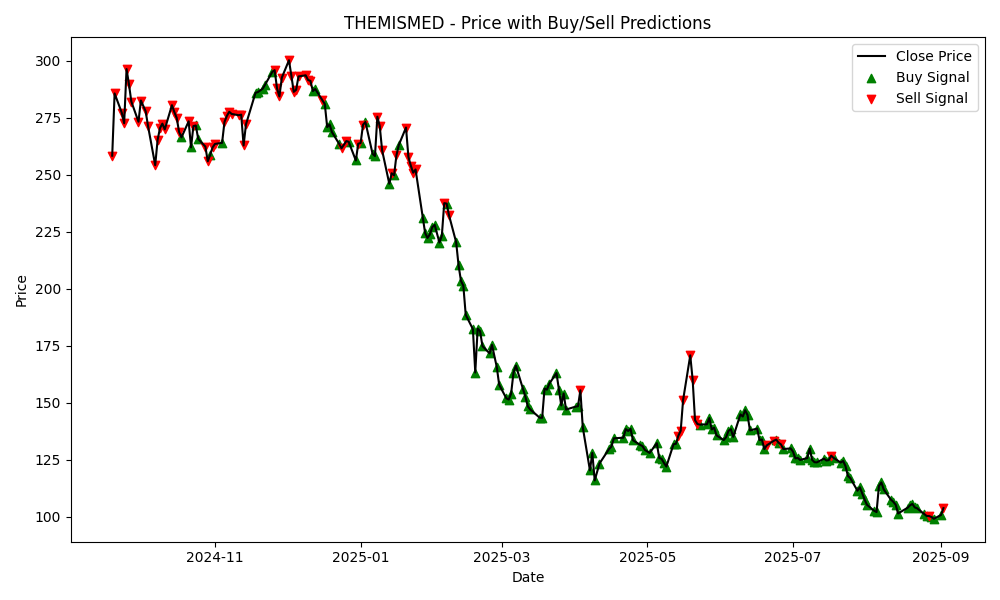 THEMISMED - Price with Buy/Sell Predictions
Close Price
Buy Signal
Sell Signal
300
275
250
225
200
175
150
125
100
Price
2024-11
2025-01
2025-03
2025-05
2025-07
2025-09
Date